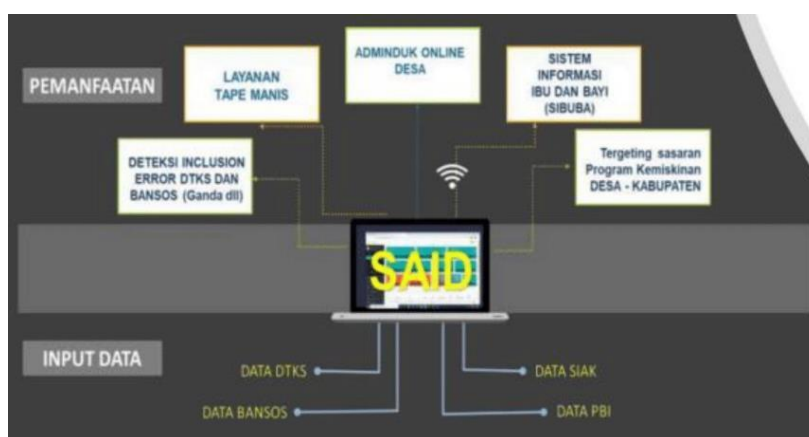 PEMANFAATAN
LAYANAN
TAPE MANIS
ADMINDUK ONLINE
DESA
SISTEM
INFORMASI
IBU DAN BAYI
(SIBUBA)
DETEKSI INCLUSION
ERROR DTKS DAN
BANSOS (Ganda dll)
Tergeting sasaran
Program Kemiskinan
DESA - KABUPATEN
SAID
INPUT DATA
DATA DTKS
DATA SIAK
DATA BANSOS
DATA PBI